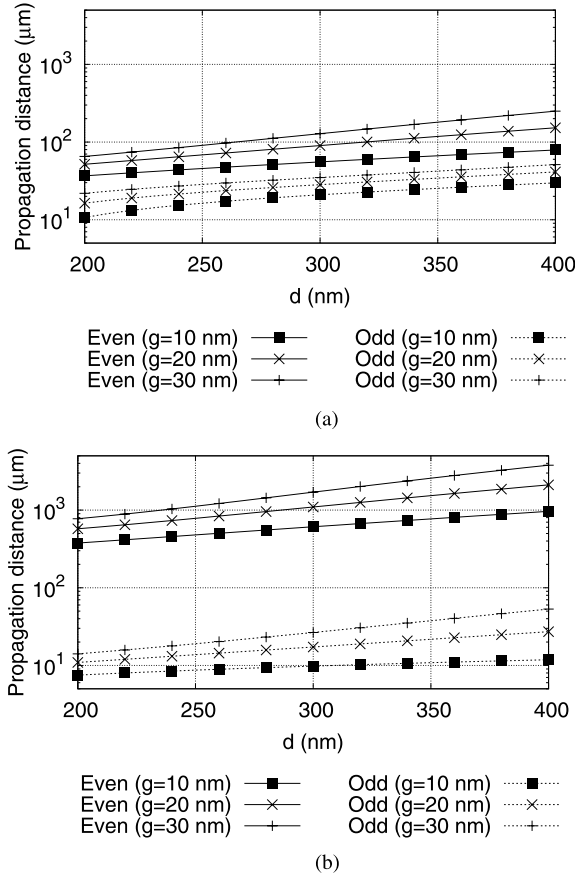 Propagation distance (μm)
10³
10²
10¹
200 250 300 350 400
d (nm)
Even (g=10 nm) Odd (g=10 nm)
Even (g=20 nm) Odd (g=20 nm)
Even (g=30 nm) Odd (g=30 nm)
(a)
Propagation distance (μm)
10³
10²
10¹
200 250 300 350 400
d (nm)
Even (g=10 nm) Odd (g=10 nm)
Even (g=20 nm) Odd (g=20 nm)
Even (g=30 nm) Odd (g=30 nm)
(b)